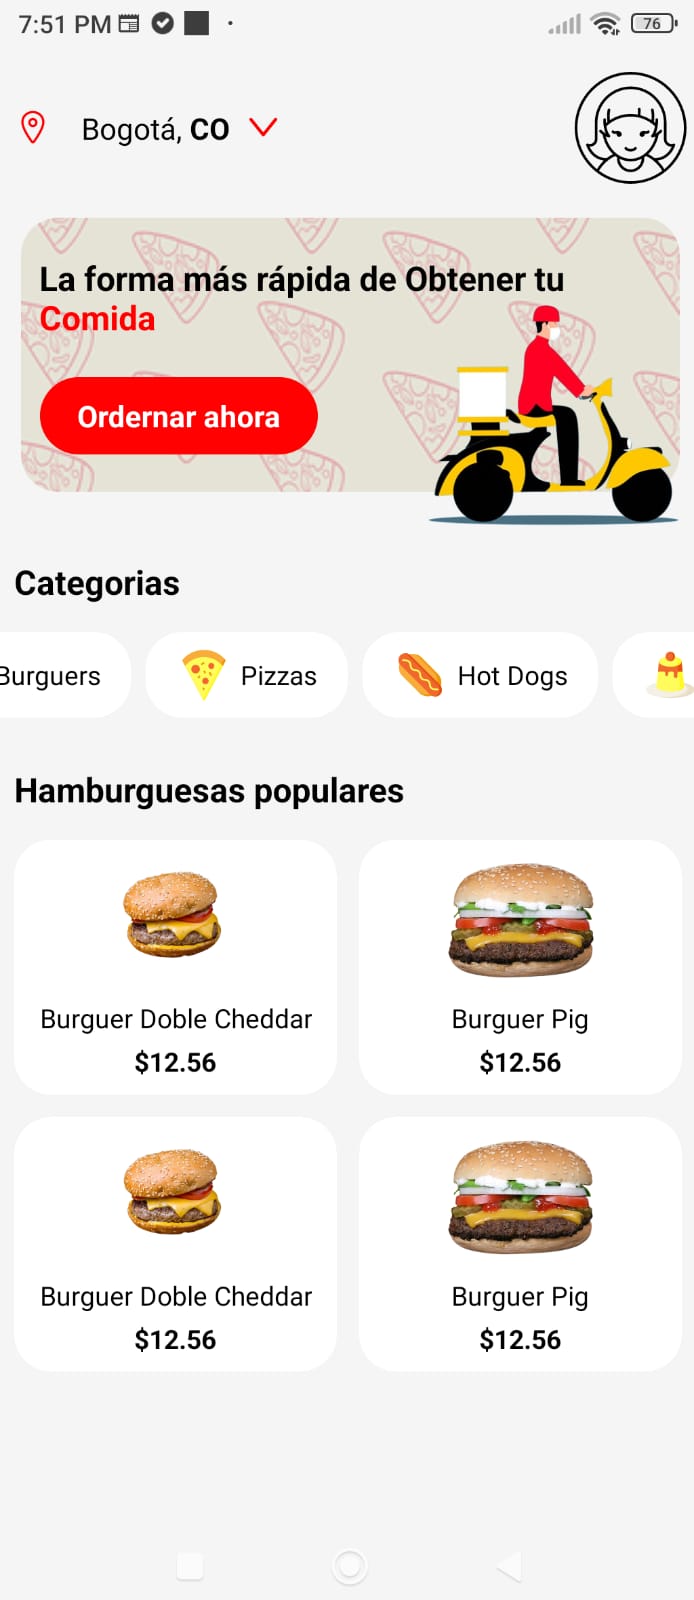 7:51 PM
76
Bogotá, CO
La forma más rápida de Obtener tu
Comida
Ordernar ahora
Categorias
Burguers
Pizzas
Hot Dogs
Hamburguesas populares
Burguer Doble Cheddar
$12.56
Burguer Pig
$12.56
Burguer Doble Cheddar
$12.56
Burguer Pig
$12.56